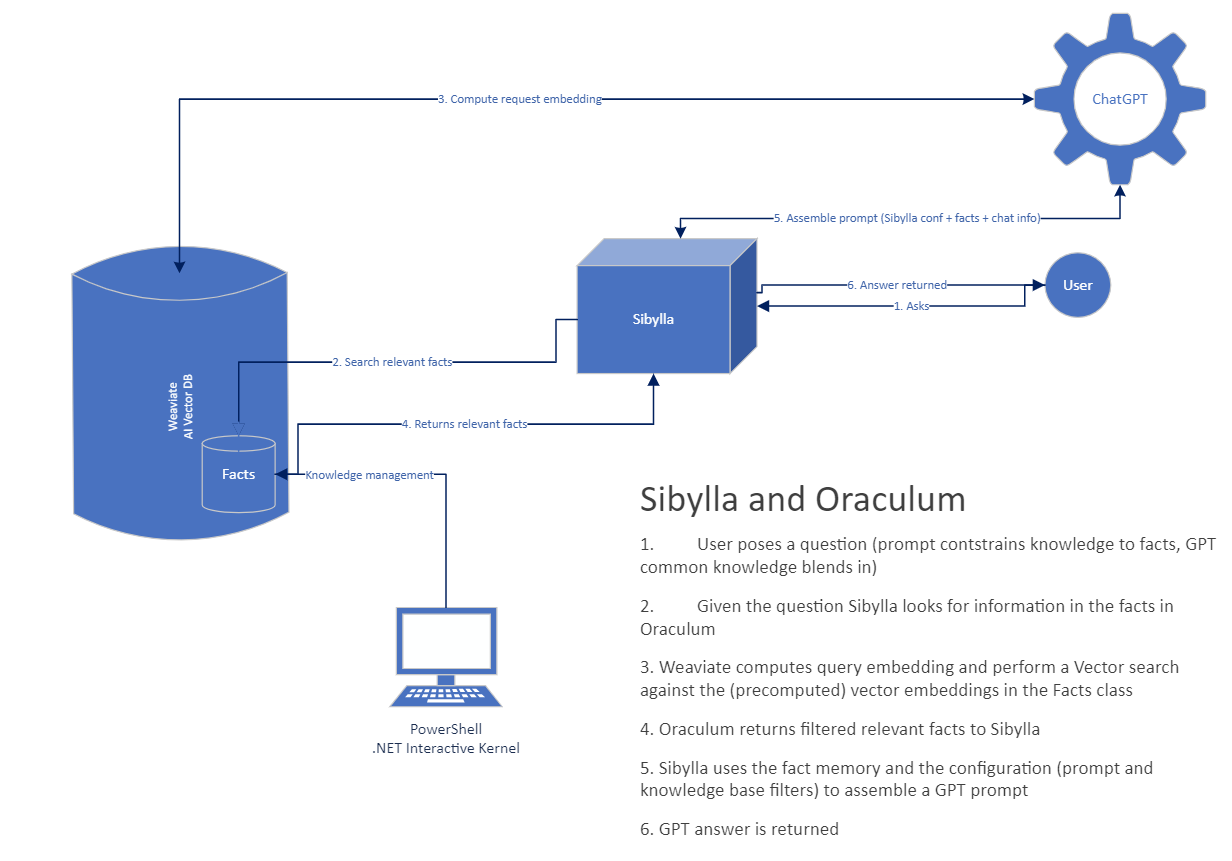 3. Compute request embedding
ChatGPT
5. Assemble prompt (Sibylla conf + facts + chat info)
6. Answer returned
User
1. Asks
Sibylla
2. Search relevant facts
Weaviate
AI Vector DB
4. Returns relevant facts
Facts
Knowledge management
PowerShell
.NET Interactive Kernel
Sibylla and Oraculum
1. User poses a question (prompt contstrains knowledge to facts, GPT
common knowledge blends in)
2. Given the question Sibylla looks for information in the facts in
Oraculum
3. Weaviate computes query embedding and perform a Vector search
against the (precomputed) vector embeddings in the Facts class
4. Oraculum returns filtered relevant facts to Sibylla
5. Sibylla uses the fact memory and the configuration (prompt and
knowledge base filters) to assemble a GPT prompt
6. GPT answer is returned